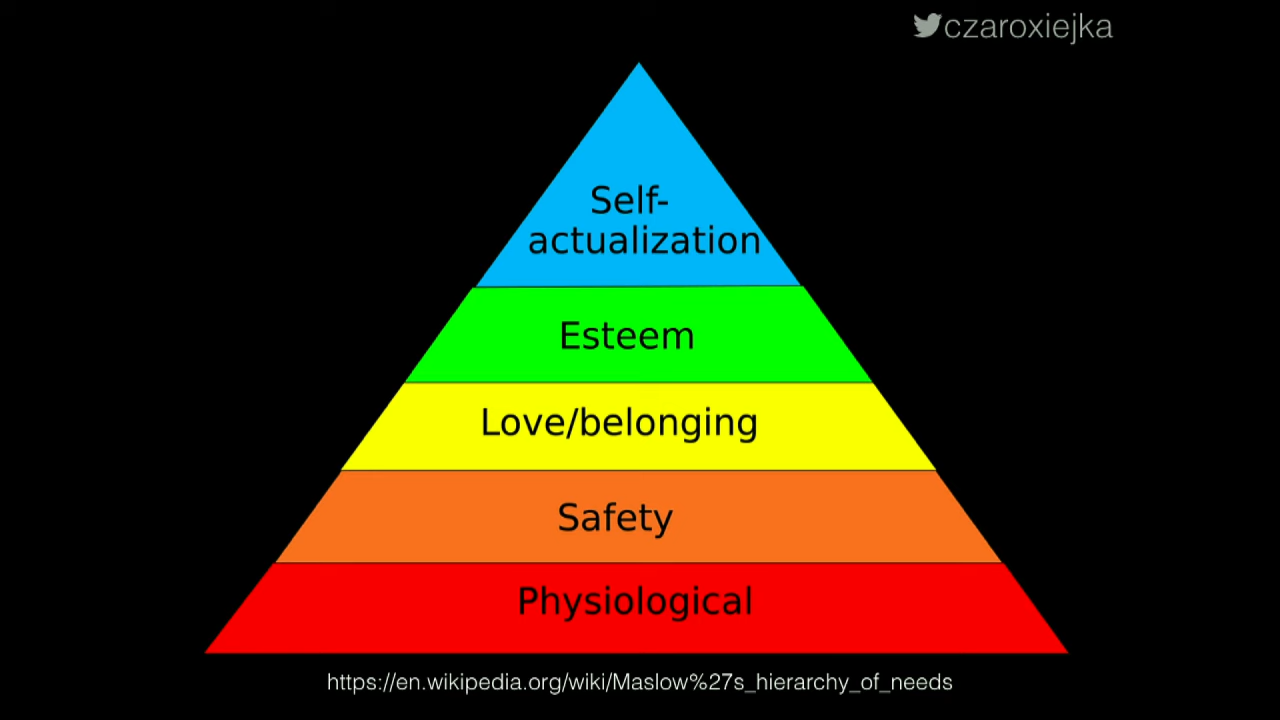 czaroxiejka
Self-
actualization
Esteem
Love/belonging
Safety
Physiological
https://en.wikipedia.org/wiki/Maslow%27s_hierarchy_of_needs